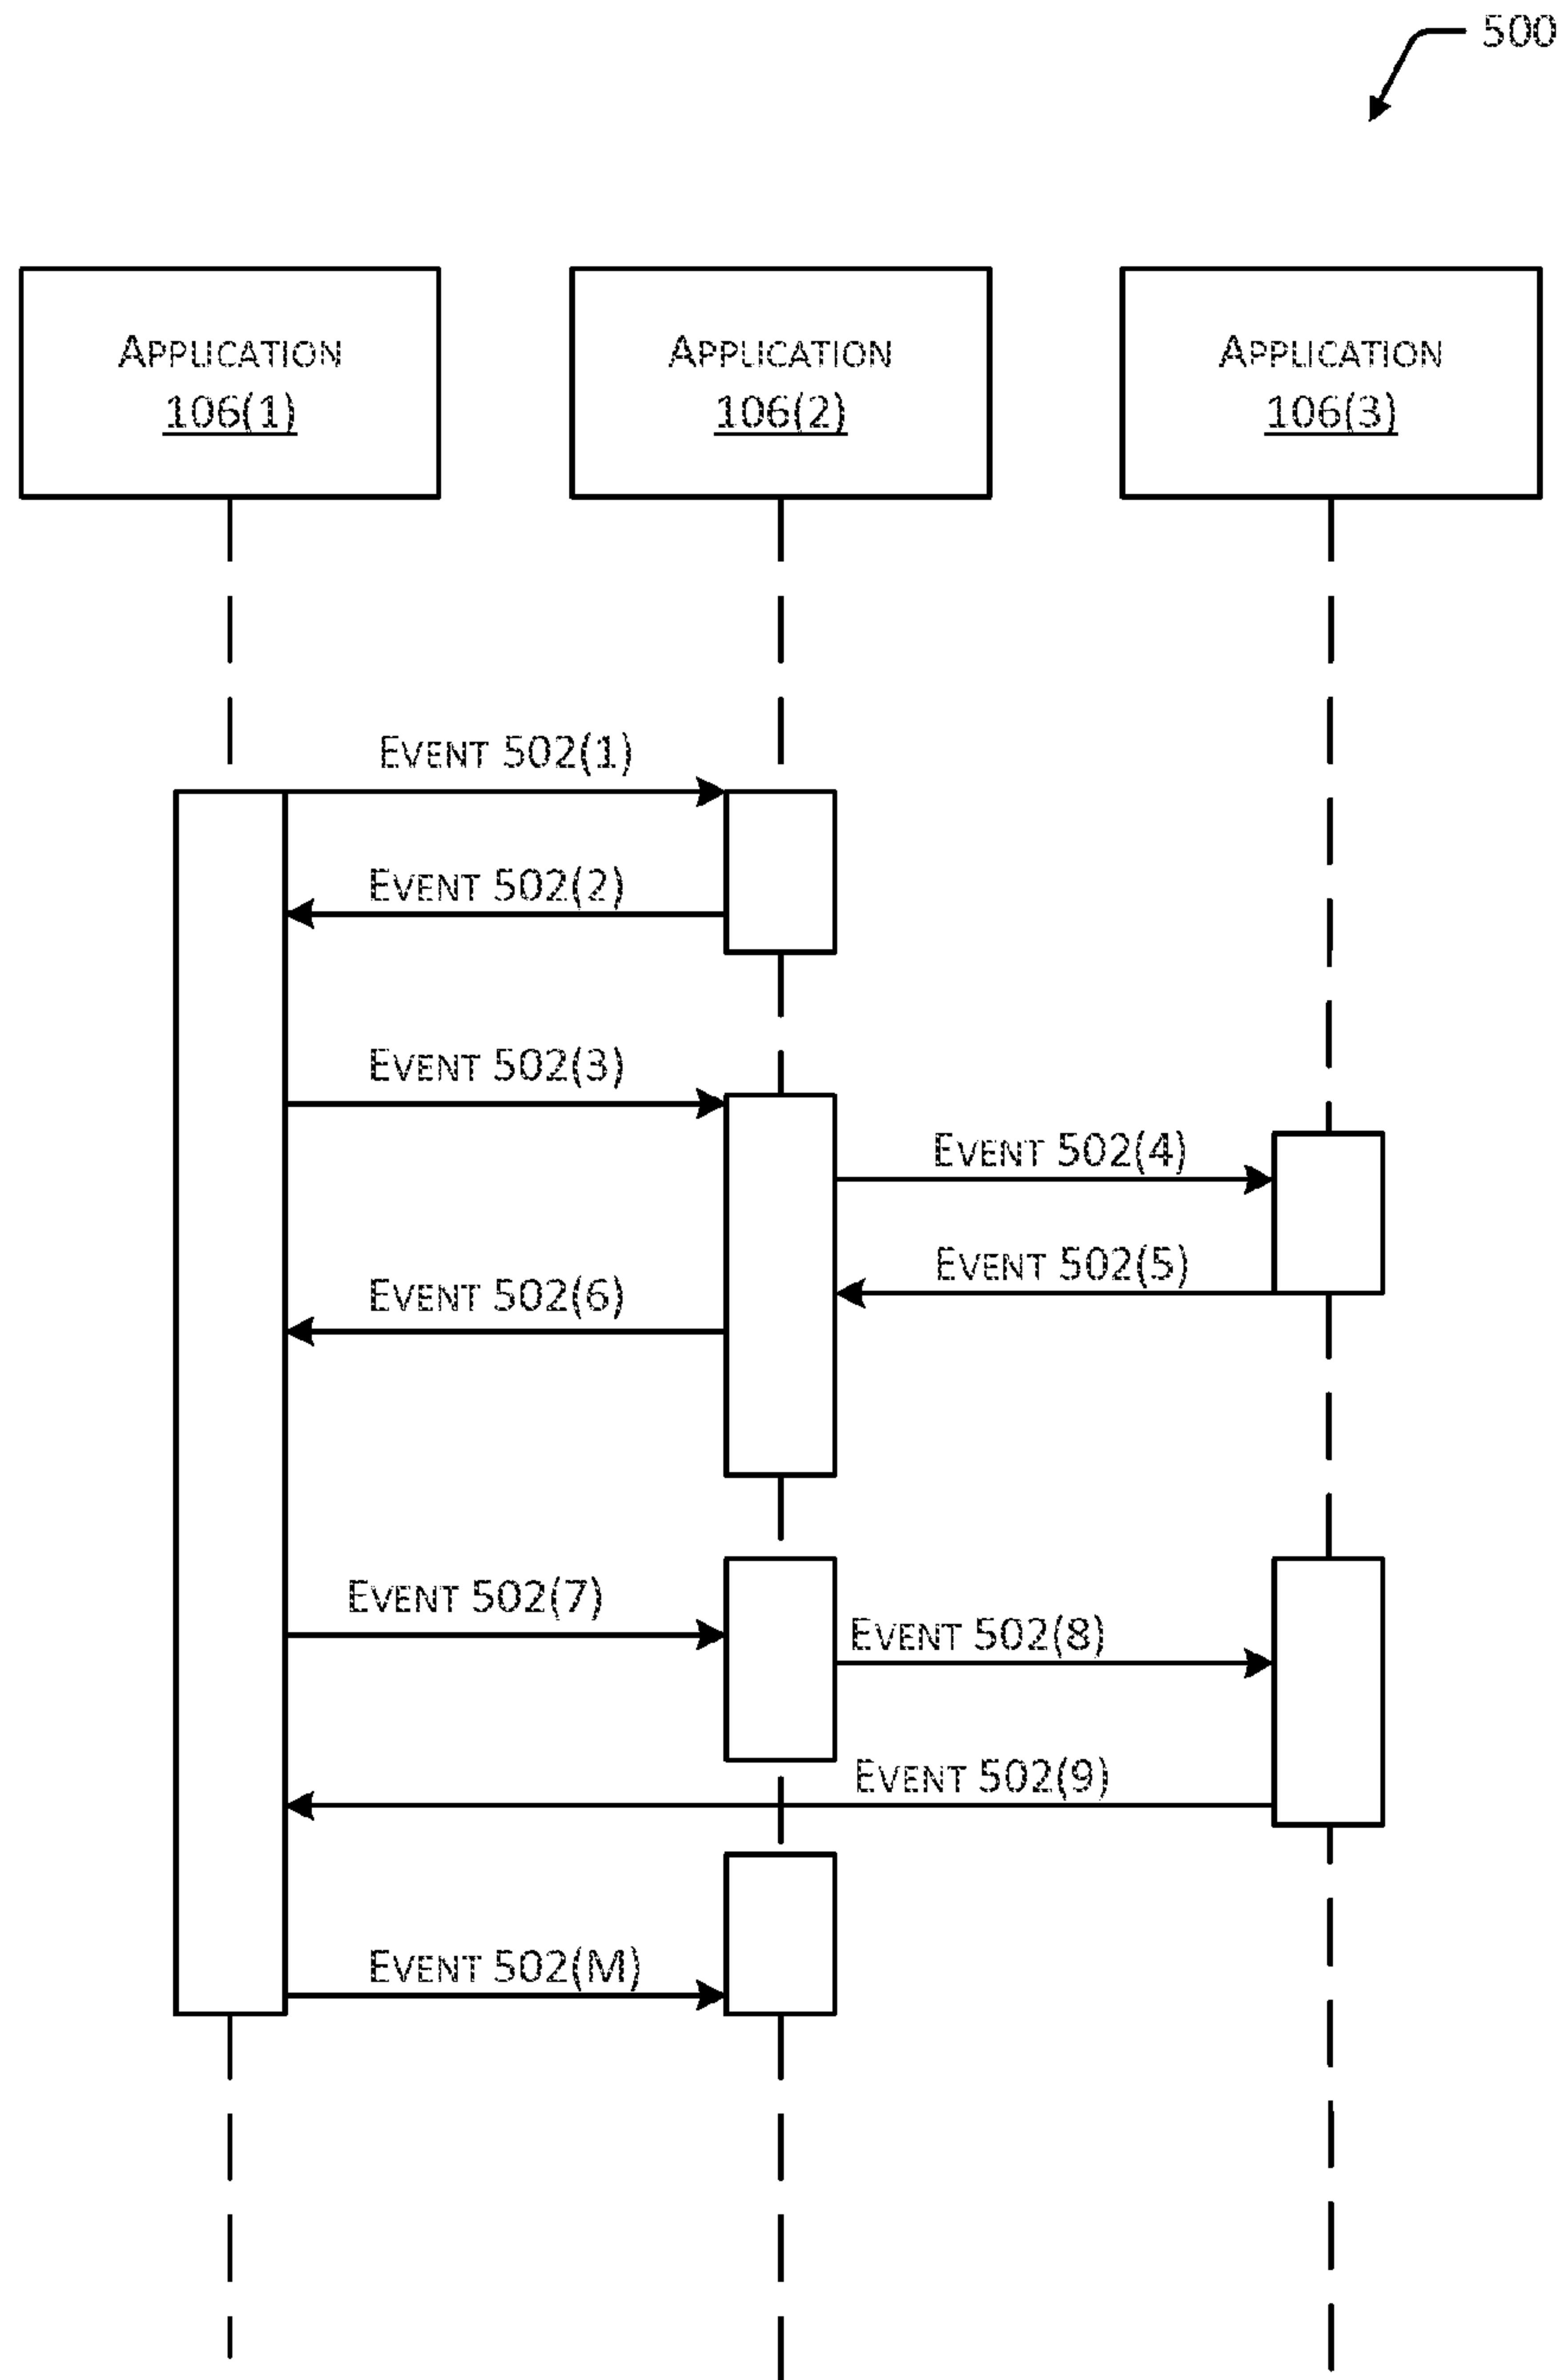 500
APPLICATION
106(1)
APPLICATION
106(2)
APPLICATION
106(3)
EVENT 502(1)
EVENT 502(2)
EVENT 502(3)
EVENT 502(4)
EVENT 502(5)
EVENT 502(6)
EVENT 502(7)
EVENT 502(8)
EVENT 502(9)
EVENT 502(M)